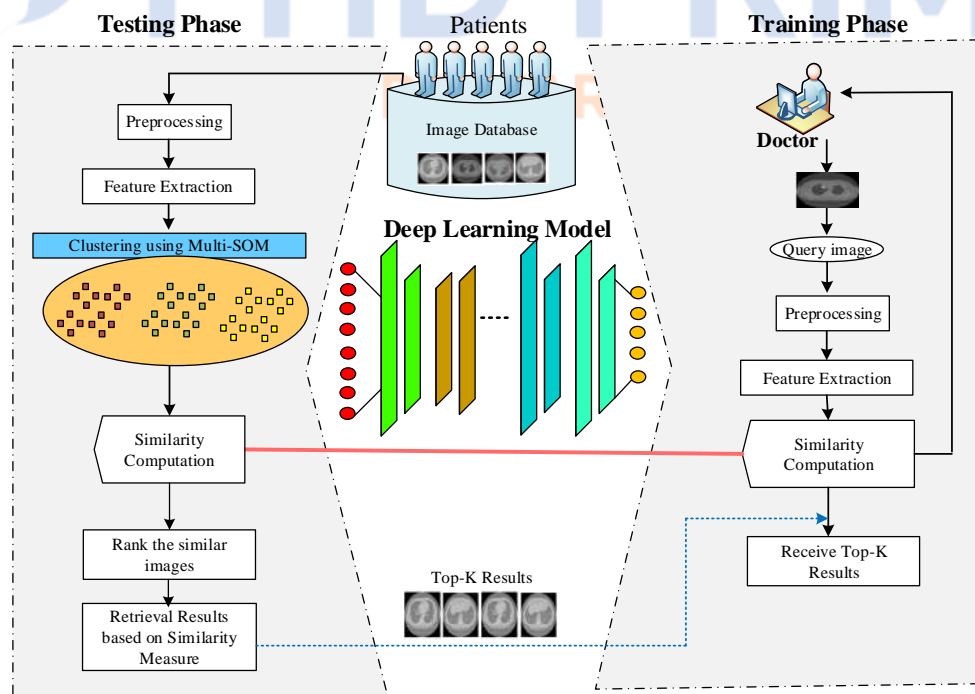 Testing Phase
Patients
Training Phase
Preprocessing
Feature Extraction
Clustering using Multi-SOM
Similarity
Computation
Rank the similar
images
Retrieval Results
based on Similarity
Measure
Image Database
Deep Learning Model
Top-K Results
Doctor
Query image
Preprocessing
Feature Extraction
Similarity
Computation
Receive Top-K
Results